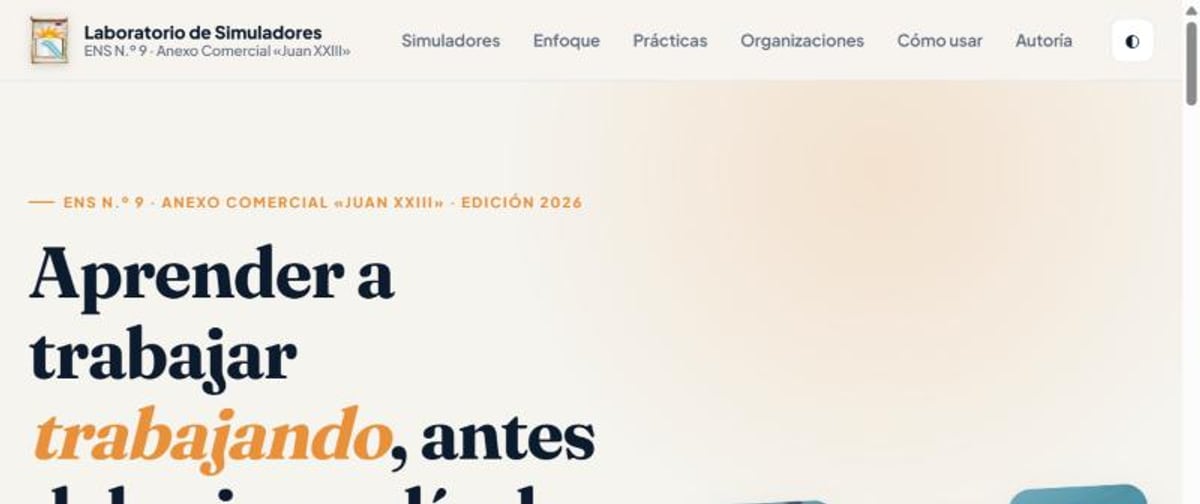 Laboratorio de Simuladores
ENS N.º 9 · Anexo Comercial «Juan XXIII»
Simuladores Enfoque Prácticas Organizaciones Cómo usar Autoría
ENS N.º 9 · ANEXO COMERCIAL «JUAN XXIII» · EDICIÓN 2026
Aprender a
trabajar
trabajando, antes